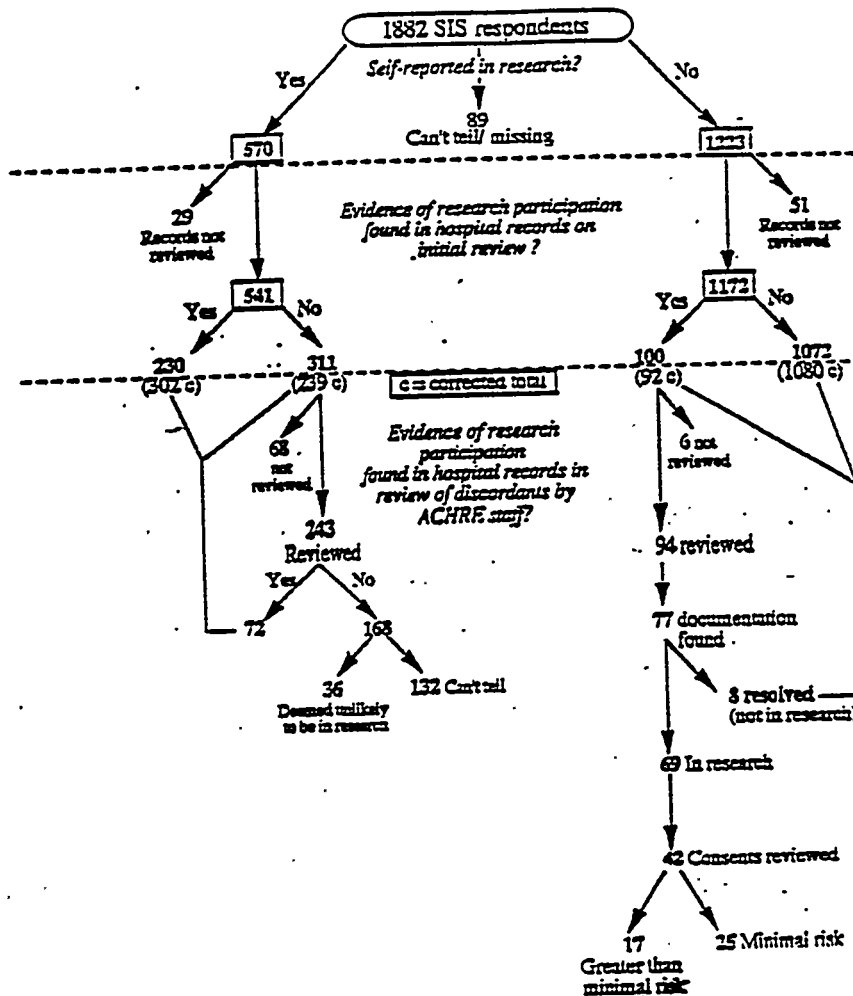 1882 SIS respondents
Yes
Self-reported in research?
No
89
Can't tell/ missing
570
1223
29
Records not
reviewed
Evidence of research participation
found in hospital records on
initial review ?
51
Records not
reviewed
541
1172
Yes
No
Yes
No
230
(302 c)
311
(239 c)
c = corrected total
100
(92 c)
1072
(1080 c)
68
not
reviewed
Evidence of research
participation
found in hospital records in
review of discordants by
ACHRE staff?
6 not
reviewed
243
Reviewed
94 reviewed
Yes
No
72
168
77 documentation
found
36
Deemed unlikely
to be in research
132 Can't tell
8 resolved
(not in research)
69 In research
42 Consents reviewed
17
Greater than
minimal risk
25 Minimal risk